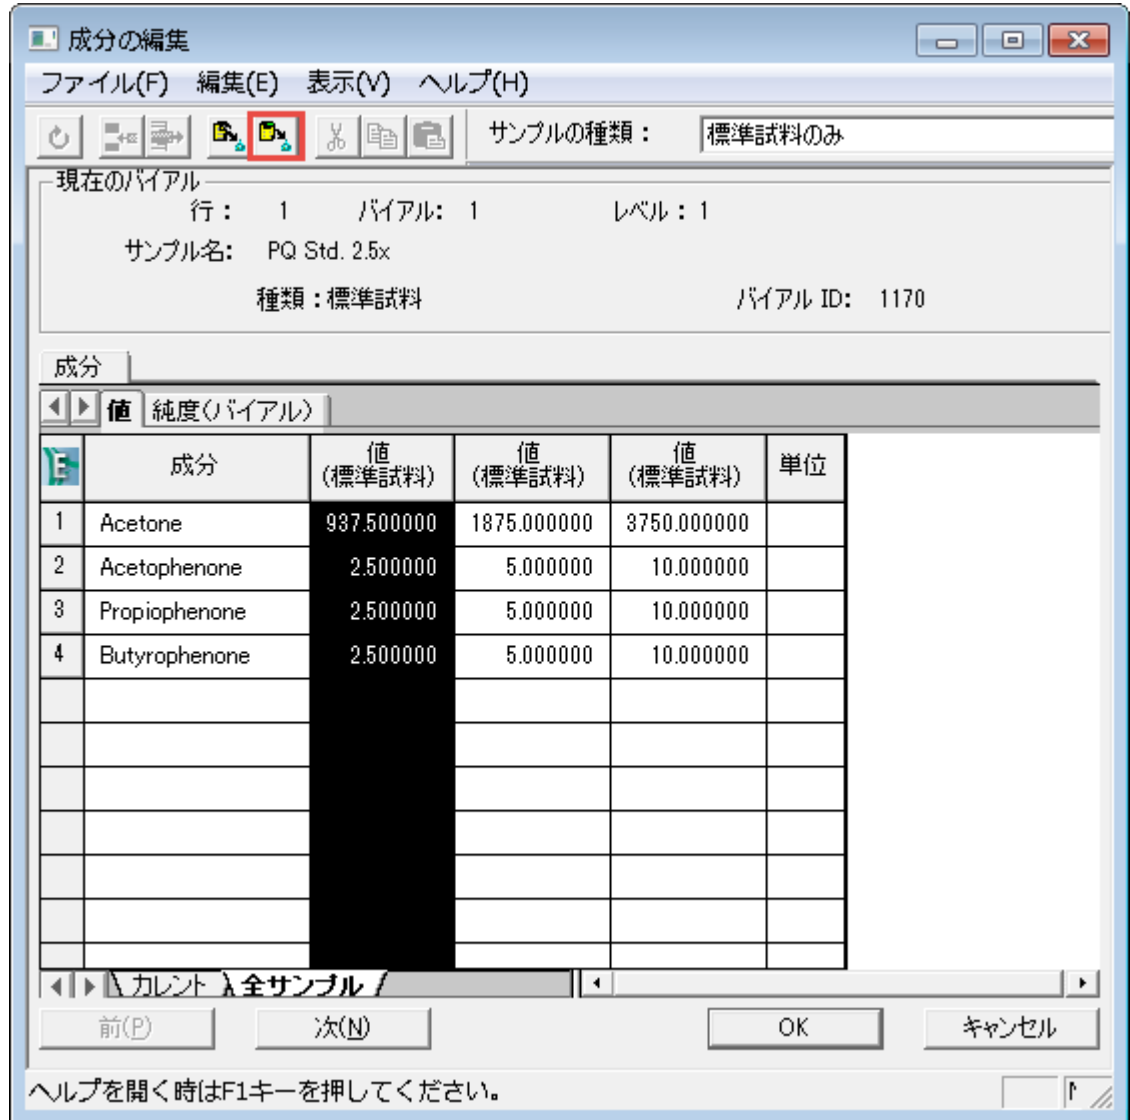 成分の編集
ファイル(F) 編集(E) 表示(V) ヘルプ(H)
サンプルの種類： 標準試料のみ
現在のバイアル
行： 1 バイアル: 1 レベル：1
サンプル名: PQ Std. 2.5x
種類：標準試料 バイアル ID: 1170
成分
値 純度(バイアル)
成分 値(標準試料) 値(標準試料) 値(標準試料) 単位
1 Acetone 937.500000 1875.000000 3750.000000
2 Acetophenone 2.500000 5.000000 10.000000
3 Propiophenone 2.500000 5.000000 10.000000
4 Butyrophenone 2.500000 5.000000 10.000000
カレント 全サンプル
前(P) 次(N) OK キャンセル
ヘルプを開く時はF1キーを押してください。